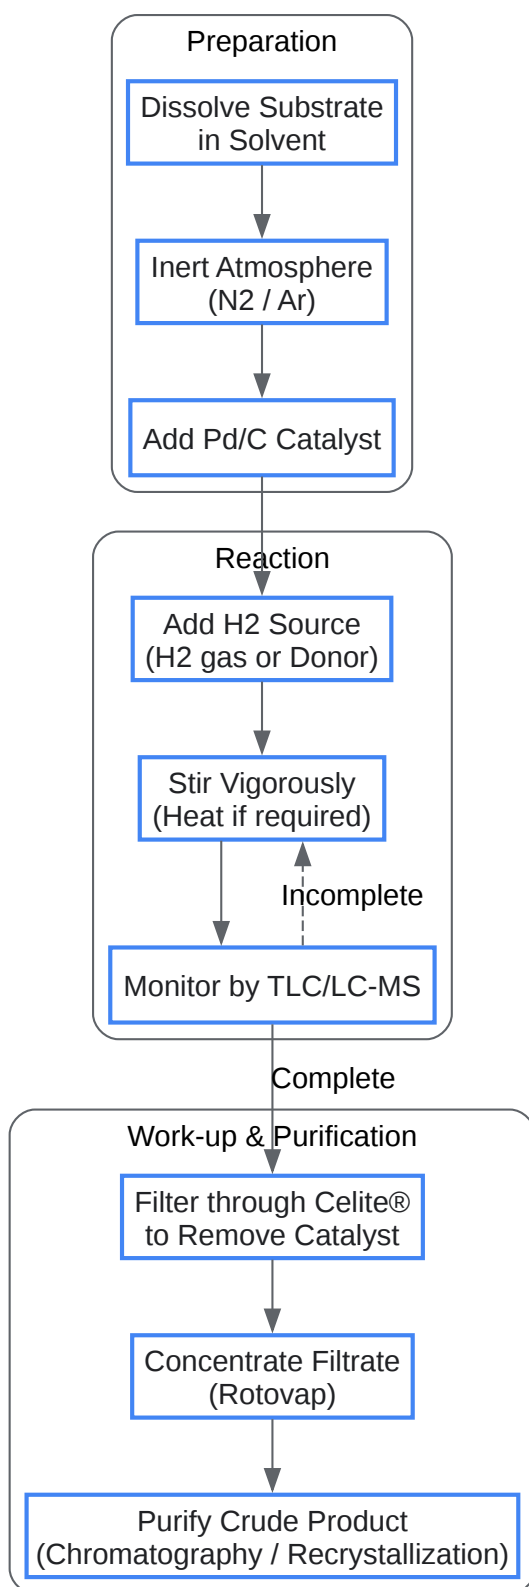 Preparation
Dissolve Substrate
in Solvent
Inert Atmosphere
(N2 / Ar)
Add Pd/C Catalyst
Reaction
Add H2 Source
(H2 gas or Donor)
Stir Vigorously
(Heat if required)
Incomplete
Monitor by TLC/LC-MS
Complete
Work-up & Purification
Filter through Celite®
to Remove Catalyst
Concentrate Filtrate
(Rotovap)
Purify Crude Product
(Chromatography / Recrystallization)